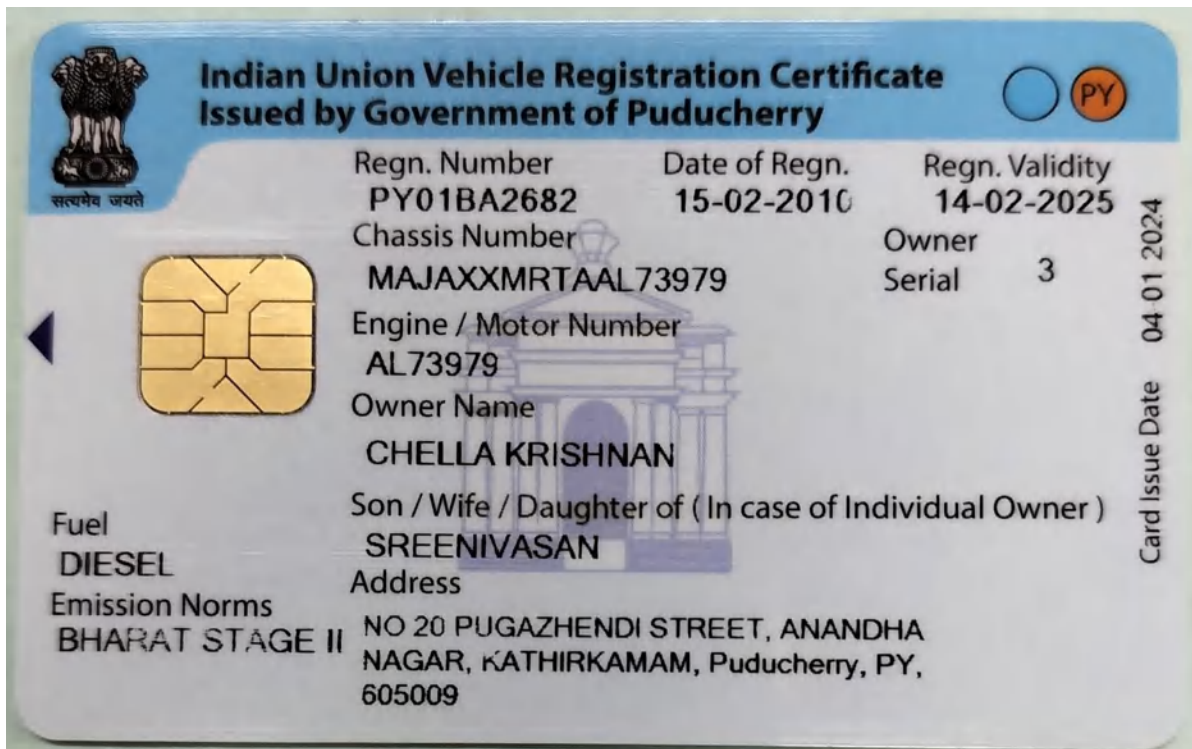 Indian Union Vehicle Registration Certificate
Issued by Government of Puducherry
PY
सत्यमेव जयते
Regn. Number Date of Regn. Regn. Validity
PY01BA2682 15-02-2010 14-02-2025
Chassis Number
MAJAXXMRTAAL73979
Owner
Serial 3
Engine / Motor Number
AL73979
Owner Name
CHELLA KRISHNAN
Son / Wife / Daughter of ( In case of Individual Owner )
SREENIVASAN
Address
NO 20 PUGAZHENDI STREET, ANANDHA
NAGAR, KATHIRKAMAM, Puducherry, PY,
605009
Fuel
DIESEL
Emission Norms
BHARAT STAGE II
Card Issue Date 04 01 2024